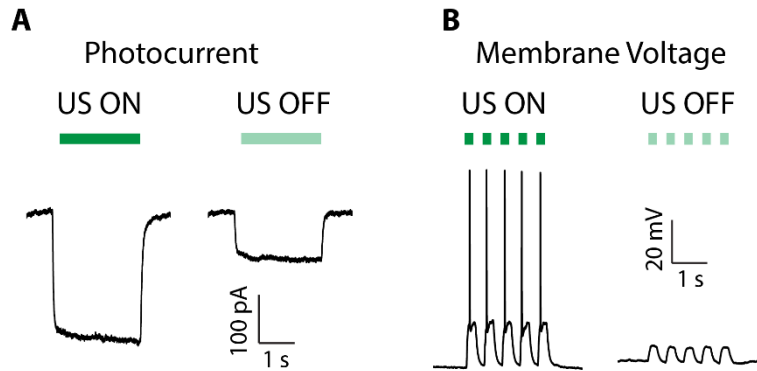 A
Photocurrent
US ON
US OFF
100 pA
1 s
B
Membrane Voltage
US ON
US OFF
20 mV
1 s